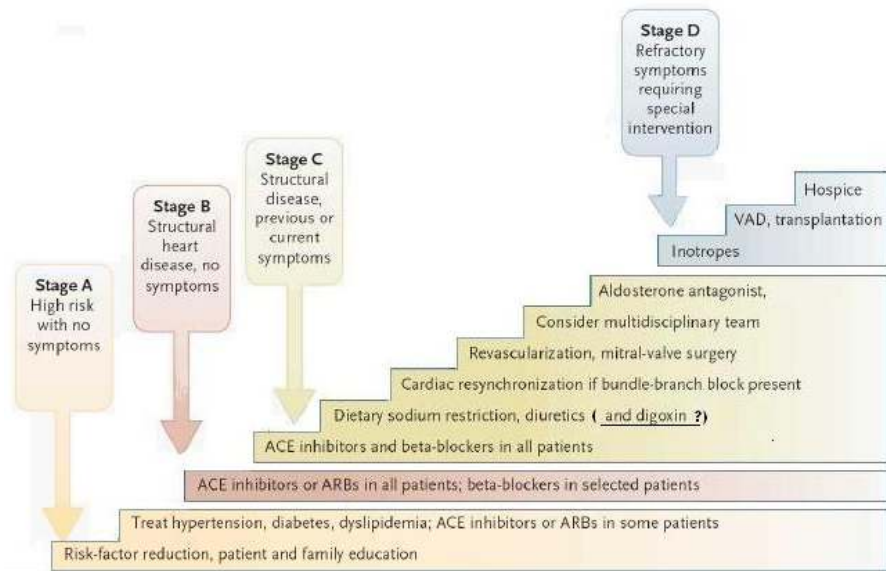 Stage D
Refractory
symptoms
requiring
special
intervention
Stage C
Structural
disease,
previous or
current
symptoms
Stage B
Structural
heart
disease, no
symptoms
Stage A
High risk
with no
symptoms
Hospice
VAD, transplantation
Inotropes
Aldosterone antagonist,
Consider multidisciplinary team
Revascularization, mitral-valve surgery
Cardiac resynchronization if bundle-branch block present
Dietary sodium restriction, diuretics ( and digoxin ?)
ACE inhibitors and beta-blockers in all patients
ACE inhibitors or ARBs in all patients; beta-blockers in selected patients
Treat hypertension, diabetes, dyslipidemia; ACE inhibitors or ARBs in some patients
Risk-factor reduction, patient and family education